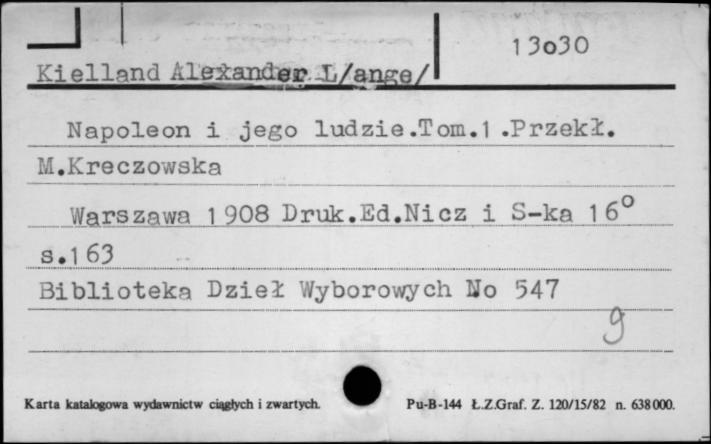 13030
Kielland Alexander L/ange/
Napoleon i jego ludzie.Tom.1.Przekł.
M.Kreczowska
Warszawa 1908 Druk.Ed.Nicz i S-ka 16°
s.163
Biblioteka Dzieł Wyborowych No 547
9
Karta katalogowa wydawnictw ciągłych i zwartych. Pu-B-144 Ł.Z.Graf. Z. 120/15/82 n. 638000.